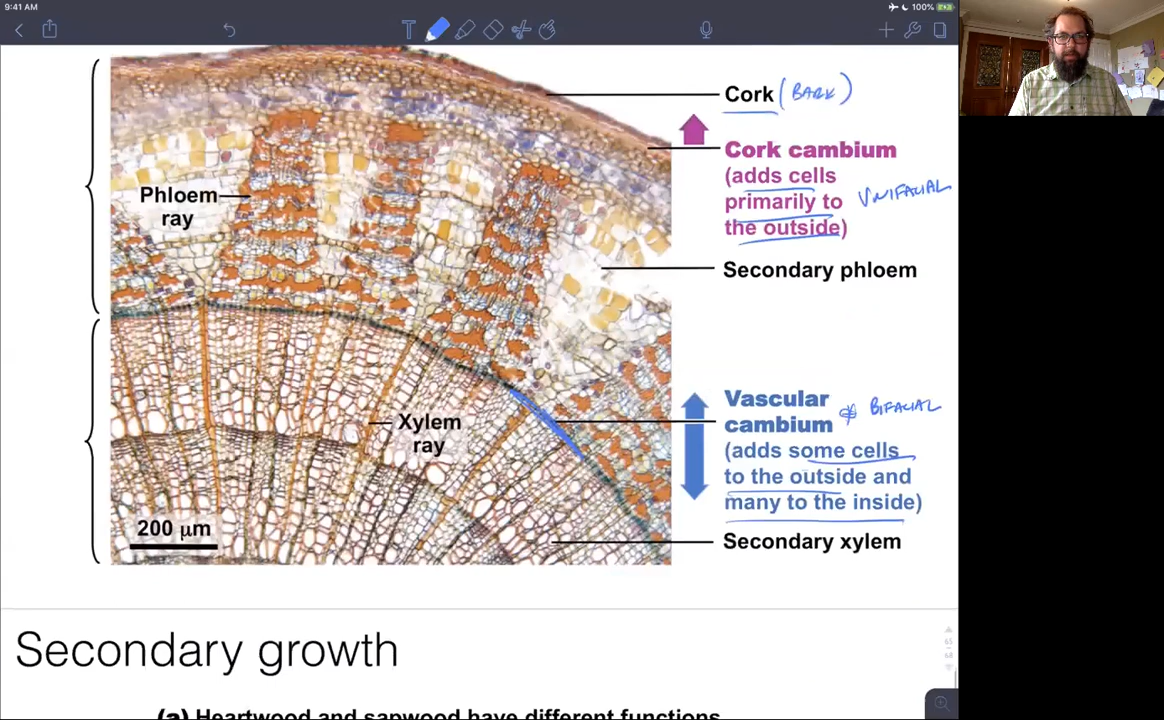 9:41 AM
100%
T
Cork (BARK)
Cork cambium
(adds cells
primarily to
the outside)
UNIFACIAL
Phloem
ray
Secondary phloem
Vascular
cambium
BIFACIAL
(adds some cells
to the outside and
many to the inside)
Xylem
ray
200 µm
Secondary xylem
Secondary growth
65
68
(a) Heartwood and sapwood have different functions